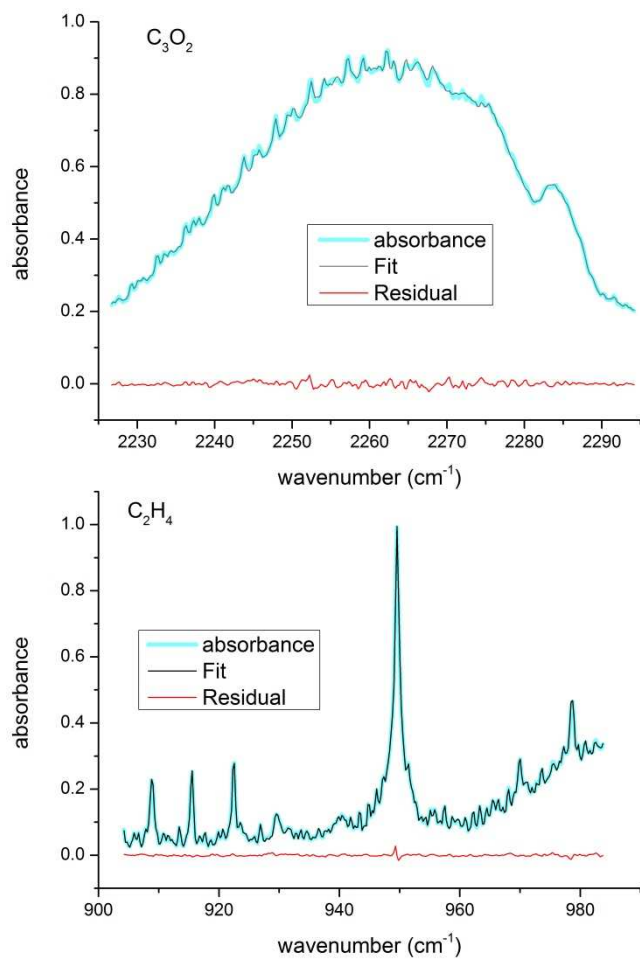 C₃O₂
1.0
0.8
0.6
0.4
0.2
0.0
absorbance
absorbance
Fit
Residual
2230 2240 2250 2260 2270 2280 2290
wavenumber (cm⁻¹)
C₂H₄
1.0
0.8
0.6
0.4
0.2
0.0
absorbance
absorbance
Fit
Residual
900 920 940 960 980
wavenumber (cm⁻¹)